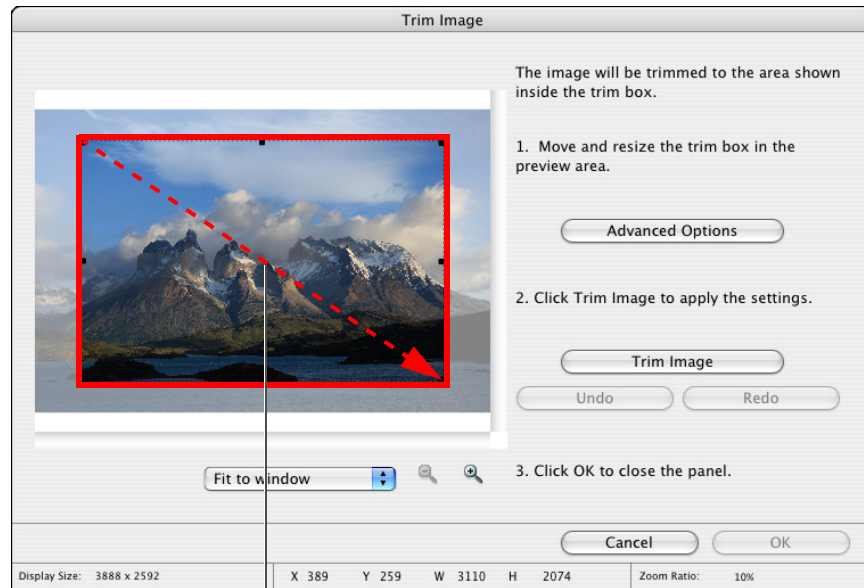 Trim Image
The image will be trimmed to the area shown
inside the trim box.
1. Move and resize the trim box in the
preview area.
Advanced Options
2. Click Trim Image to apply the settings.
Trim Image
Undo Redo
Fit to window
3. Click OK to close the panel.
Cancel OK
Display Size: 3888 x 2592 X 389 Y 259 W 3110 H 2074 Zoom Ratio: 10%